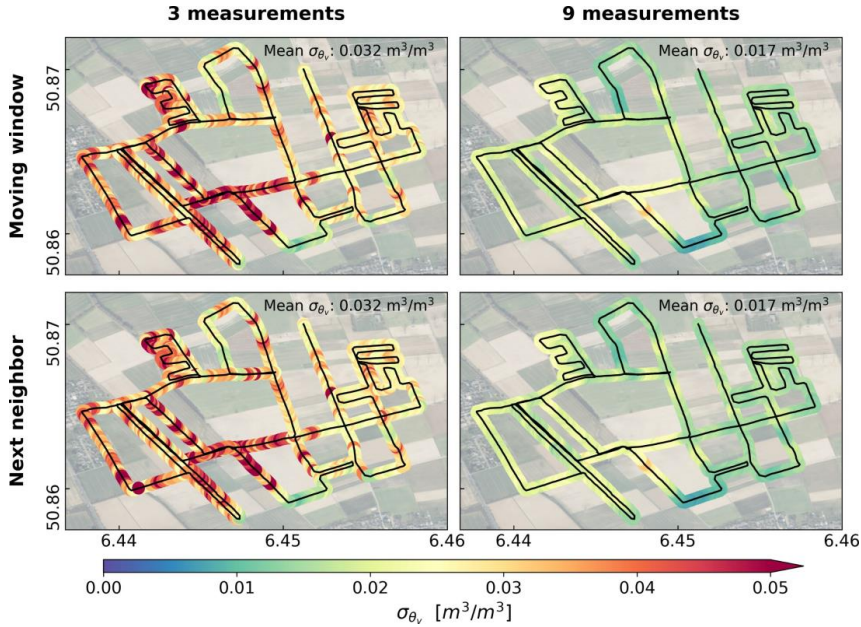 3 measurements
9 measurements
Moving window
Mean σθv: 0.032 m³/m³
Mean σθv: 0.017 m³/m³
50.87
50.86
Next neighbor
Mean σθv: 0.032 m³/m³
Mean σθv: 0.017 m³/m³
50.87
50.86
6.44 6.45 6.46 6.44 6.45 6.46
0.00 0.01 0.02 0.03 0.04 0.05
σθv [m³/m³]